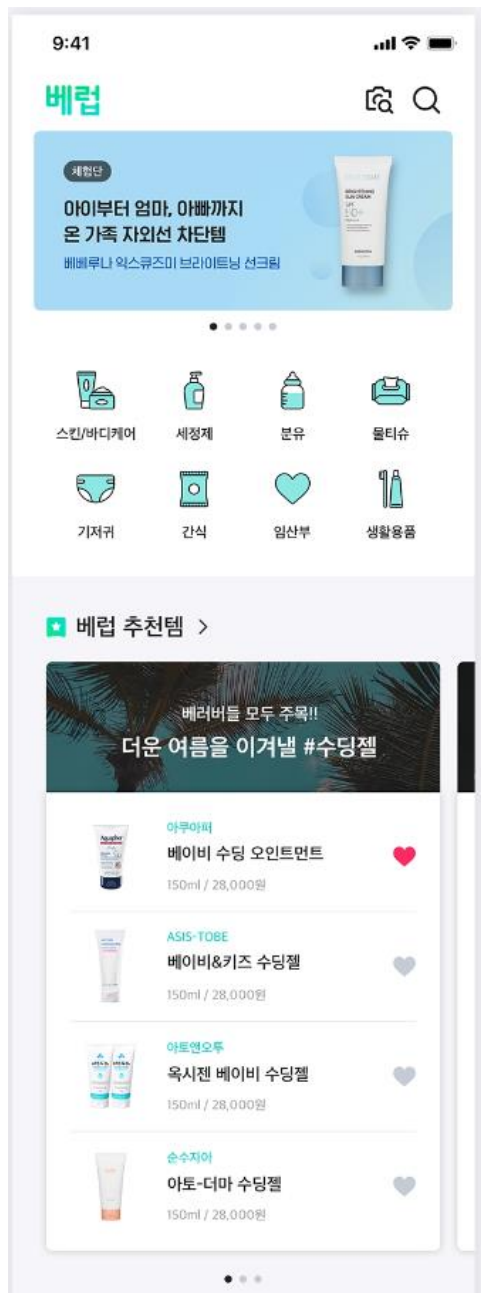 9:41
베럽
체험단
아이부터 엄마, 아빠까지
온 가족 자외선 차단템
베베루나 익스큐즈미 브라이트닝 선크림
스킨/바디케어
세정제
분유
물티슈
기저귀
간식
임산부
생활용품
베럽 추천템 >
베러버들 모두 주목!!
더운 여름을 이겨낼 #수딩젤
아쿠아퍼
베이비 수딩 오인트먼트
150ml / 28,000원
ASIS-TOBE
베이비&키즈 수딩젤
150ml / 28,000원
아토앤오투
옥시젠 베이비 수딩젤
150ml / 28,000원
순수지아
아토-더마 수딩젤
150ml / 28,000원